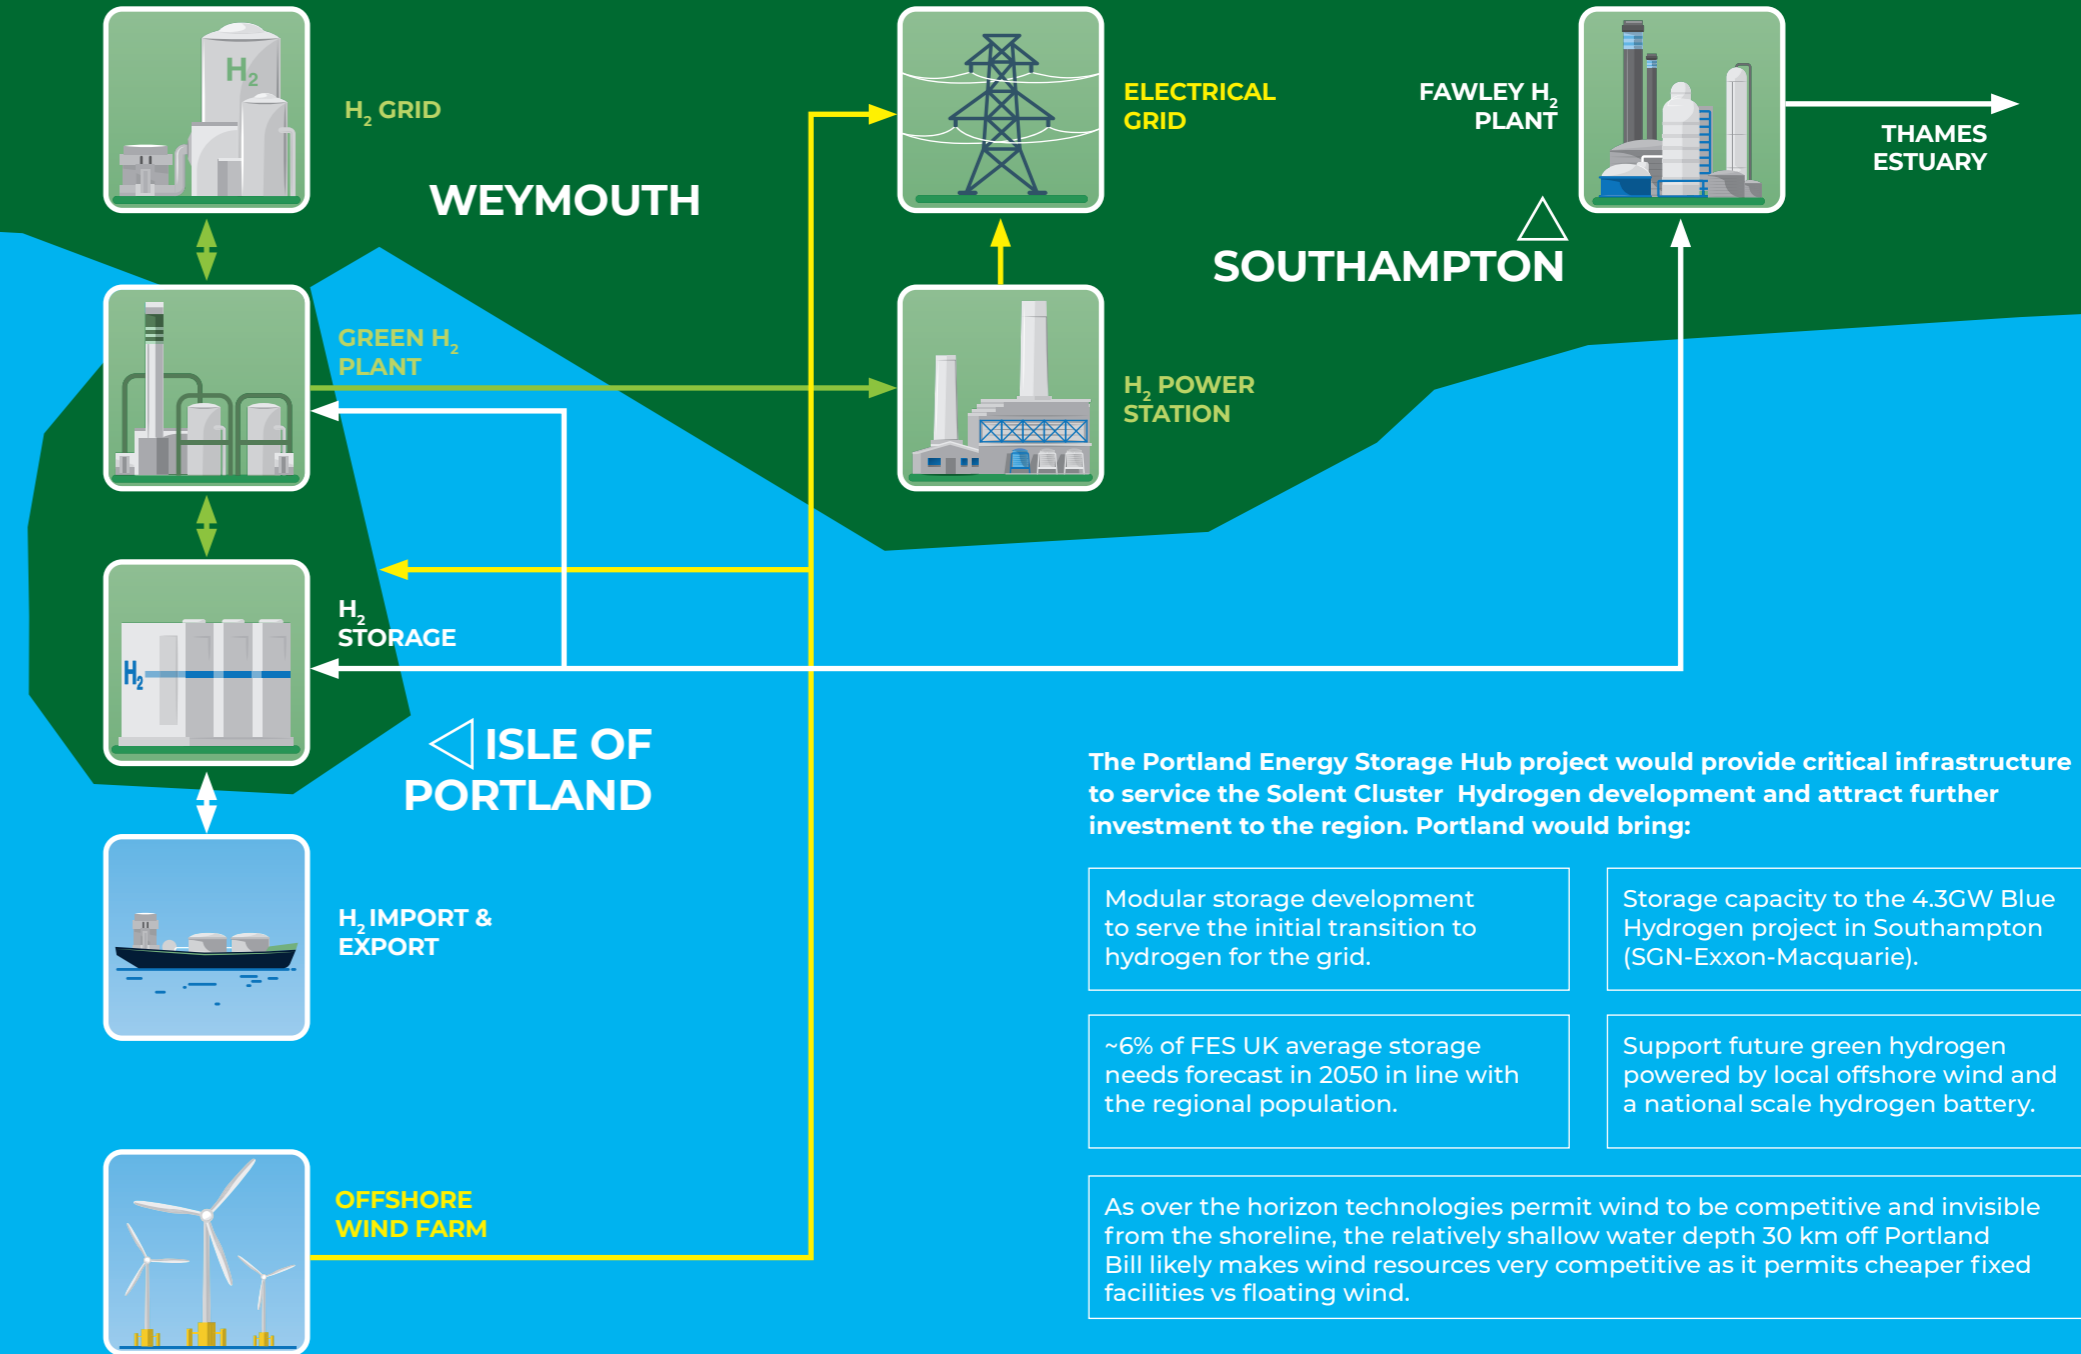 H₂
H₂ GRID
ELECTRICAL
GRID
FAWLEY H₂
PLANT
THAMES
ESTUARY
WEYMOUTH
SOUTHAMPTON
GREEN H₂
PLANT
H₂ POWER
STATION
H₂
STORAGE
H₂
ISLE OF
PORTLAND
H₂ IMPORT &
EXPORT
OFFSHORE
WIND FARM
The Portland Energy Storage Hub project would provide critical infrastructure
to service the Solent Cluster Hydrogen development and attract further
investment to the region. Portland would bring:
Modular storage development
to serve the initial transition to
hydrogen for the grid.
Storage capacity to the 4.3GW Blue
Hydrogen project in Southampton
(SGN-Exxon-Macquarie).
~6% of FES UK average storage
needs forecast in 2050 in line with
the regional population.
Support future green hydrogen
powered by local offshore wind and
a national scale hydrogen battery.
As over the horizon technologies permit wind to be competitive and invisible
from the shoreline, the relatively shallow water depth 30 km off Portland
Bill likely makes wind resources very competitive as it permits cheaper fixed
facilities vs floating wind.